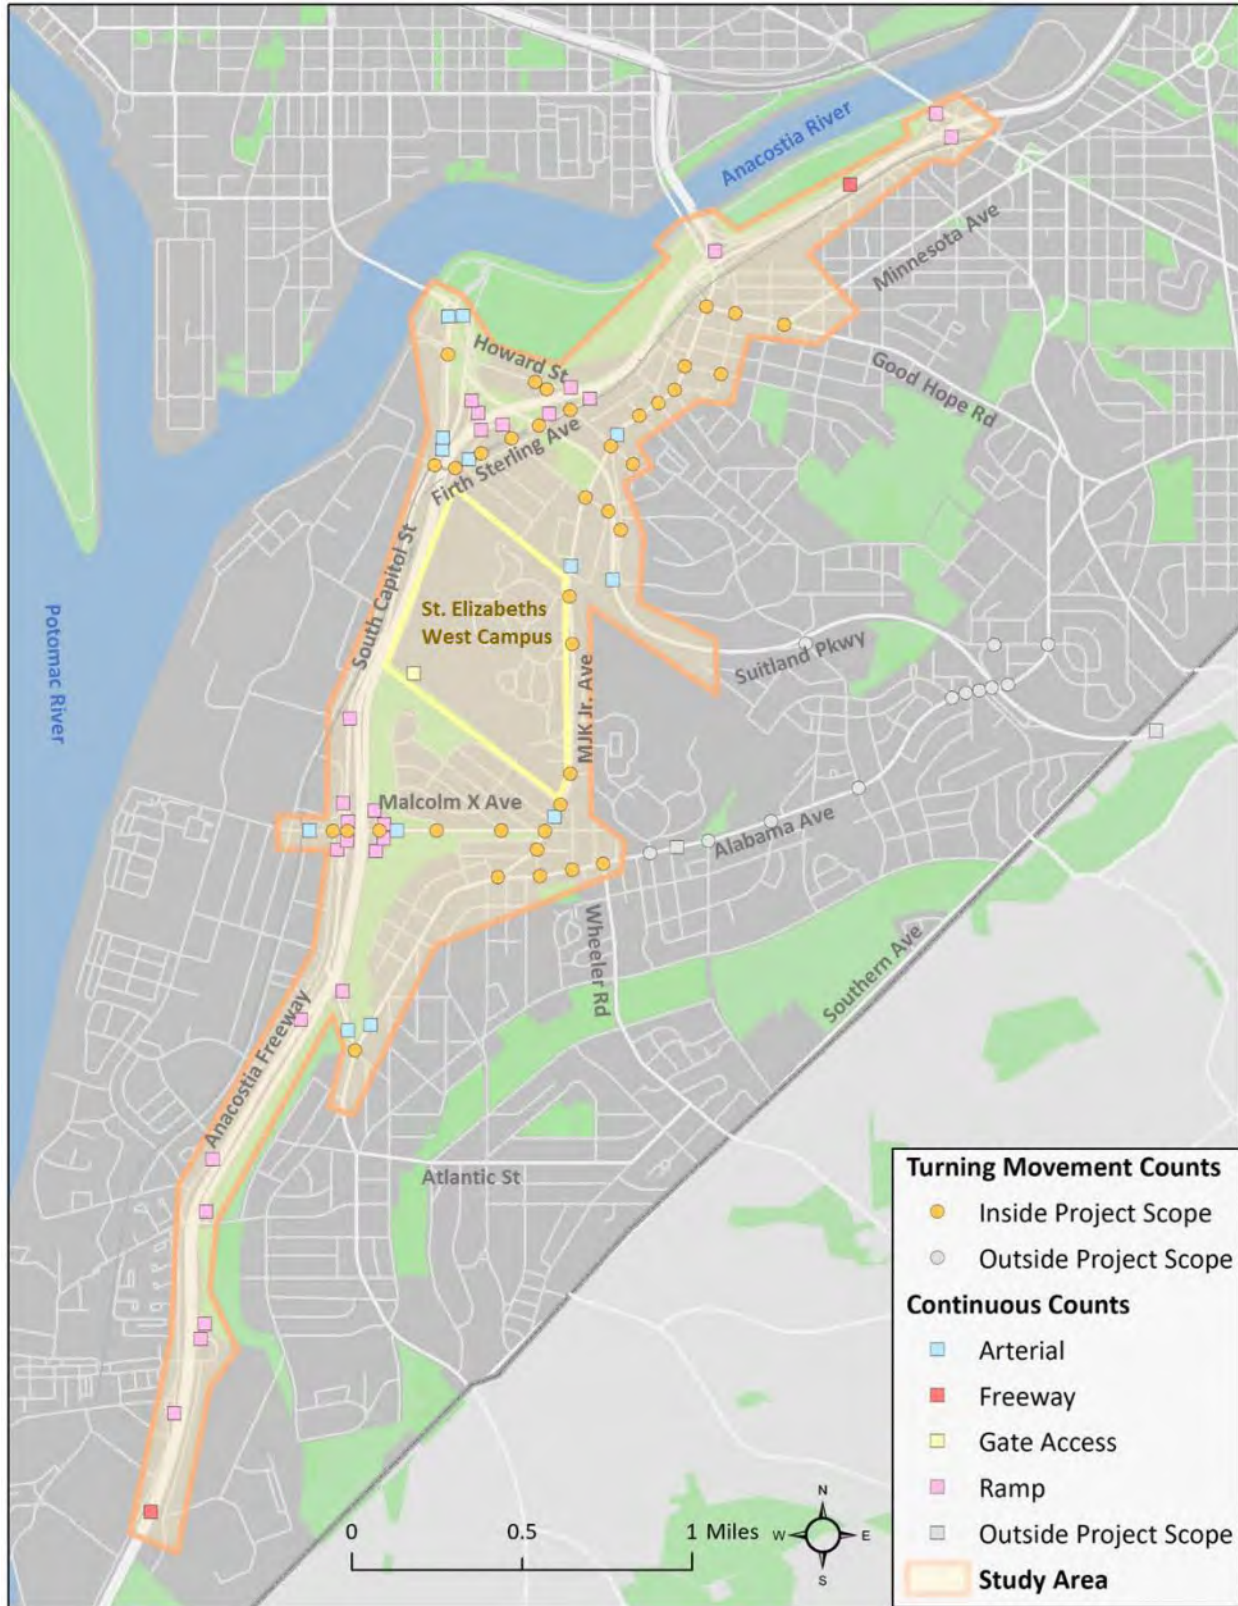 Anacostia River
Minnesota Ave
Howard St
Good Hope Rd
Firth Sterling Ave
South Capitol St
St. Elizabeths
West Campus
Potomac River
Suitland Pkwy
MJK Jr. Ave
Malcolm X Ave
Alabama Ave
Wheeler Rd
Southern Ave
Anacostia Freeway
Atlantic St
Turning Movement Counts
Inside Project Scope
Outside Project Scope
Continuous Counts
Arterial
Freeway
Gate Access
Ramp
Outside Project Scope
Study Area
0 0.5 1 Miles
N
W E
S